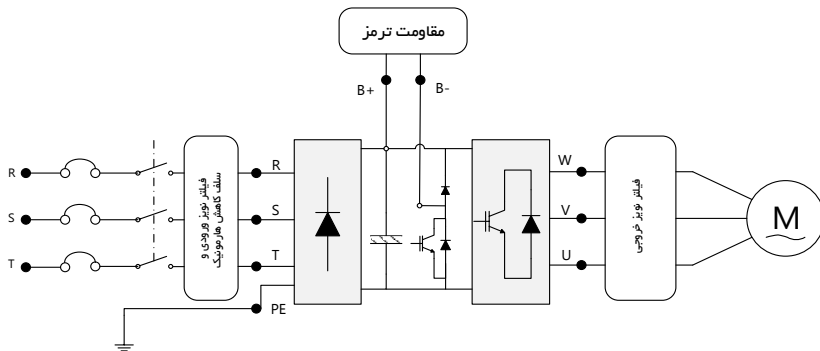 مقاومت ترمز
B+
B-
R
S
T
فیلتر نویز ورودی و
سلف کاهش هارمونیک
R
S
T
PE
W
V
U
فیلتر نویز خروجی
M